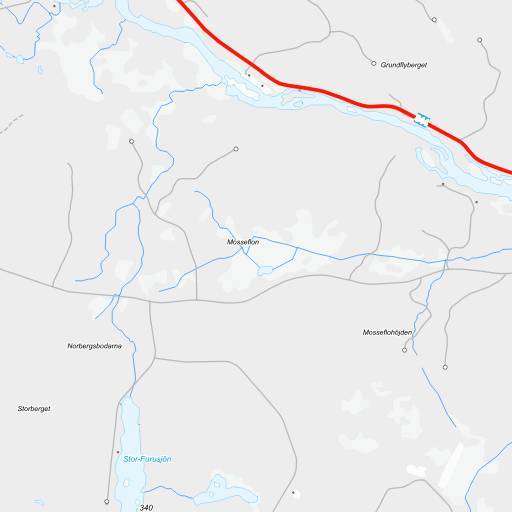 Grundflyberget
Mosseflon
Mosseflohöjden
Norbergsbodarna
Storberget
Stor-Furusjön
340